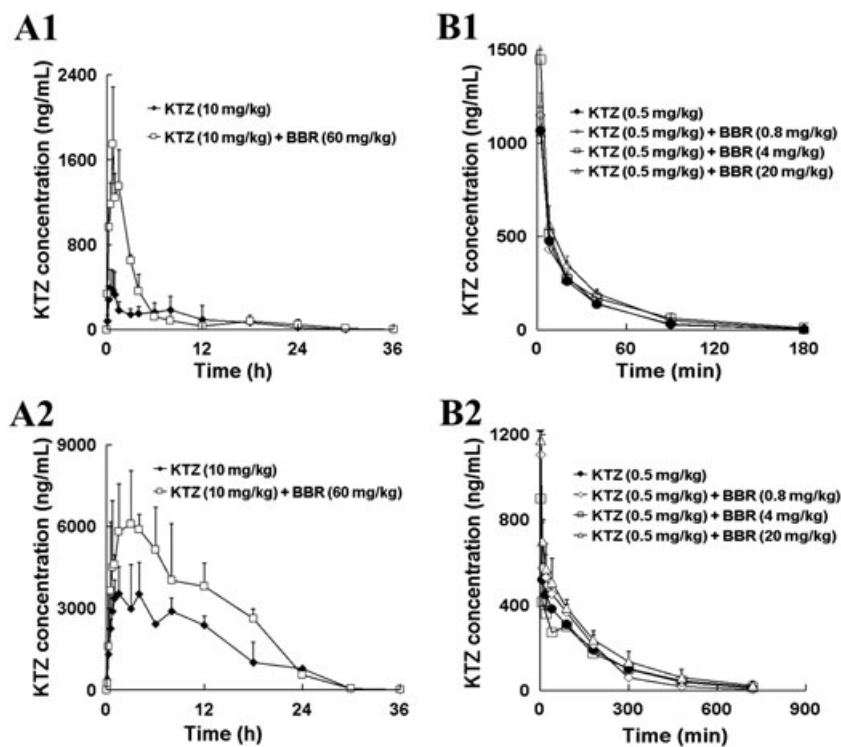 A1
KTZ concentration (ng/mL)
2400
1600
800
0
KTZ (10 mg/kg)
KTZ (10 mg/kg) + BBR (60 mg/kg)
0 12 24 36
Time (h)
B1
KTZ concentration (ng/mL)
1500
1000
500
0
KTZ (0.5 mg/kg)
KTZ (0.5 mg/kg) + BBR (0.8 mg/kg)
KTZ (0.5 mg/kg) + BBR (4 mg/kg)
KTZ (0.5 mg/kg) + BBR (20 mg/kg)
0 60 120 180
Time (min)
A2
KTZ concentration (ng/mL)
9000
6000
3000
0
KTZ (10 mg/kg)
KTZ (10 mg/kg) + BBR (60 mg/kg)
0 12 24 36
Time (h)
B2
KTZ concentration (ng/mL)
1200
800
400
0
KTZ (0.5 mg/kg)
KTZ (0.5 mg/kg) + BBR (0.8 mg/kg)
KTZ (0.5 mg/kg) + BBR (4 mg/kg)
KTZ (0.5 mg/kg) + BBR (20 mg/kg)
0 300 600 900
Time (min)